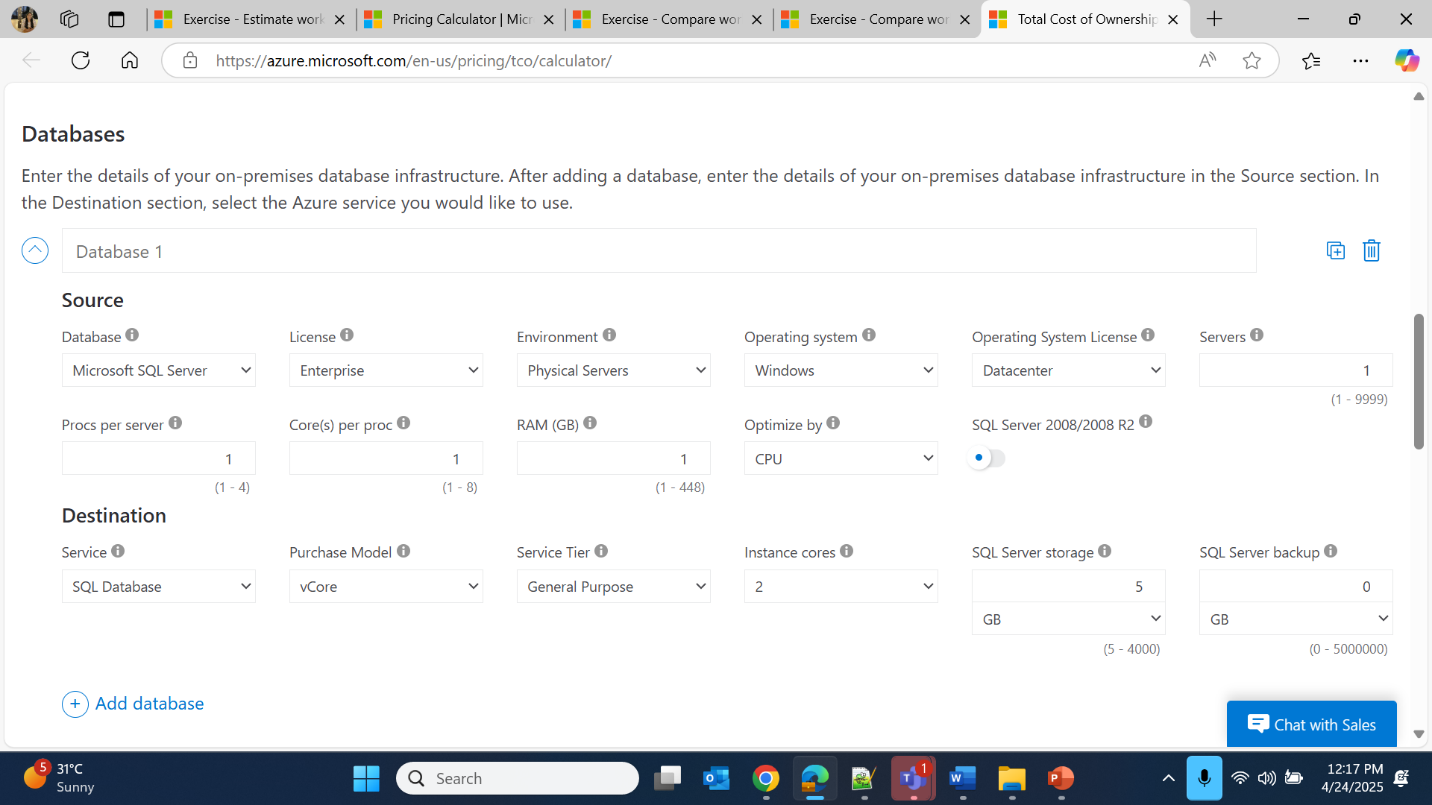 Exercise - Estimate work
Pricing Calculator | Micr
Exercise - Compare wor
Exercise - Compare wor
Total Cost of Ownership
https://azure.microsoft.com/en-us/pricing/tco/calculator/
Databases
Enter the details of your on-premises database infrastructure. After adding a database, enter the details of your on-premises database infrastructure in the Source section. In
the Destination section, select the Azure service you would like to use.
Database 1
Source
Database License Environment Operating system Operating System License Servers
Microsoft SQL Server Enterprise Physical Servers Windows Datacenter 1
(1 - 9999)
Procs per server Core(s) per proc RAM (GB) Optimize by SQL Server 2008/2008 R2
1 1 1 CPU
(1 - 4) (1 - 8) (1 - 448)
Destination
Service Purchase Model Service Tier Instance cores SQL Server storage SQL Server backup
SQL Database vCore General Purpose 2 5 0
GB GB
(5 - 4000) (0 - 5000000)
Add database
Chat with Sales
5
31°C
Sunny
Search
1
12:17 PM
4/24/2025